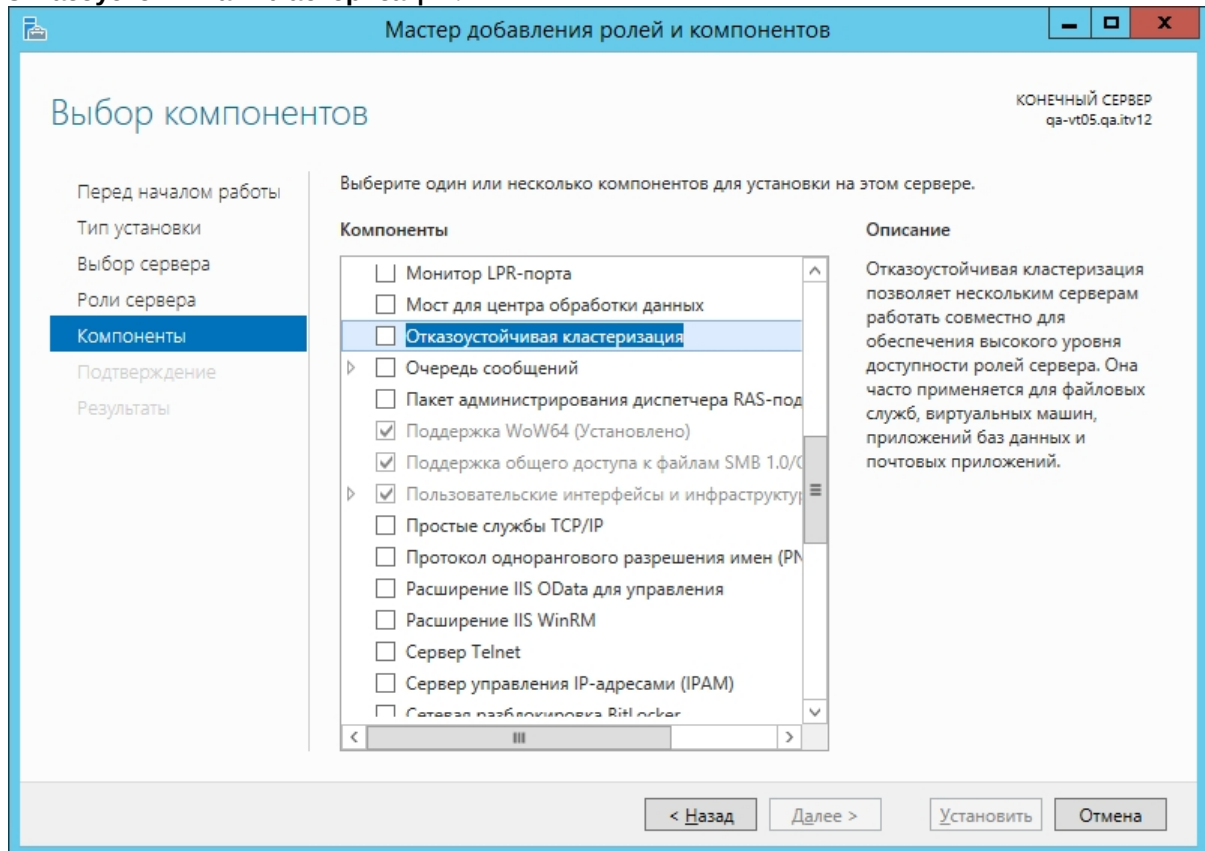 Мастер добавления ролей и компонентов
Выбор компонентов
КОНЕЧНЫЙ СЕРВЕР
qa-vt05.qa.itv12
Перед началом работы
Тип установки
Выбор сервера
Роли сервера
Компоненты
Подтверждение
Результаты
Выберите один или несколько компонентов для установки на этом сервере.
Компоненты
Монитор LPR-порта
Мост для центра обработки данных
Отказоустойчивая кластеризация
Очередь сообщений
Пакет администрирования диспетчера RAS-под
Поддержка WoW64 (Установлено)
Поддержка общего доступа к файлам SMB 1.0/C
Пользовательские интерфейсы и инфраструктур
Простые службы TCP/IP
Протокол однорангового разрешения имен (PN
Расширение IIS OData для управления
Расширение IIS WinRM
Сервер Telnet
Сервер управления IP-адресами (IPAM)
Сетевая разблокировка BitLocker
Описание
Отказоустойчивая кластеризация
позволяет нескольким серверам
работать совместно для
обеспечения высокого уровня
доступности ролей сервера. Она
часто применяется для файловых
служб, виртуальных машин,
приложений баз данных и
почтовых приложений.
< Назад
Далее >
Установить
Отмена